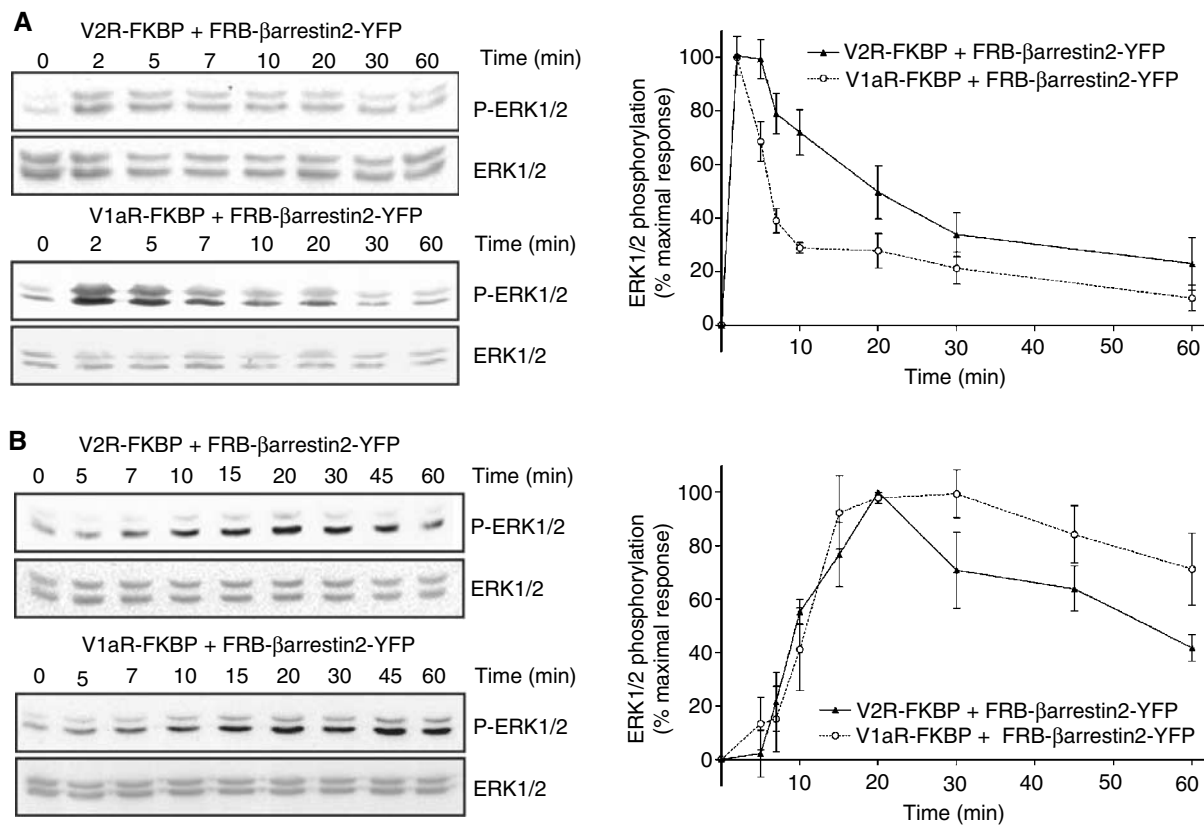 A
V2R-FKBP + FRB-βarrestin2-YFP
0 2 5 7 10 20 30 60 Time (min)
P-ERK1/2
ERK1/2
V1aR-FKBP + FRB-βarrestin2-YFP
0 2 5 7 10 20 30 60 Time (min)
P-ERK1/2
ERK1/2
ERK1/2 phosphorylation
(% maximal response)
100
80
60
40
20
0
10 20 30 40 50 60
Time (min)
V2R-FKBP + FRB-βarrestin2-YFP
V1aR-FKBP + FRB-βarrestin2-YFP
B
V2R-FKBP + FRB-βarrestin2-YFP
0 5 7 10 15 20 30 45 60 Time (min)
P-ERK1/2
ERK1/2
V1aR-FKBP + FRB-βarrestin2-YFP
0 5 7 10 15 20 30 45 60 Time (min)
P-ERK1/2
ERK1/2
ERK1/2 phosphorylation
(% maximal response)
100
80
60
40
20
0
V2R-FKBP + FRB-βarrestin2-YFP
V1aR-FKBP + FRB-βarrestin2-YFP
10 20 30 40 50 60
Time (min)